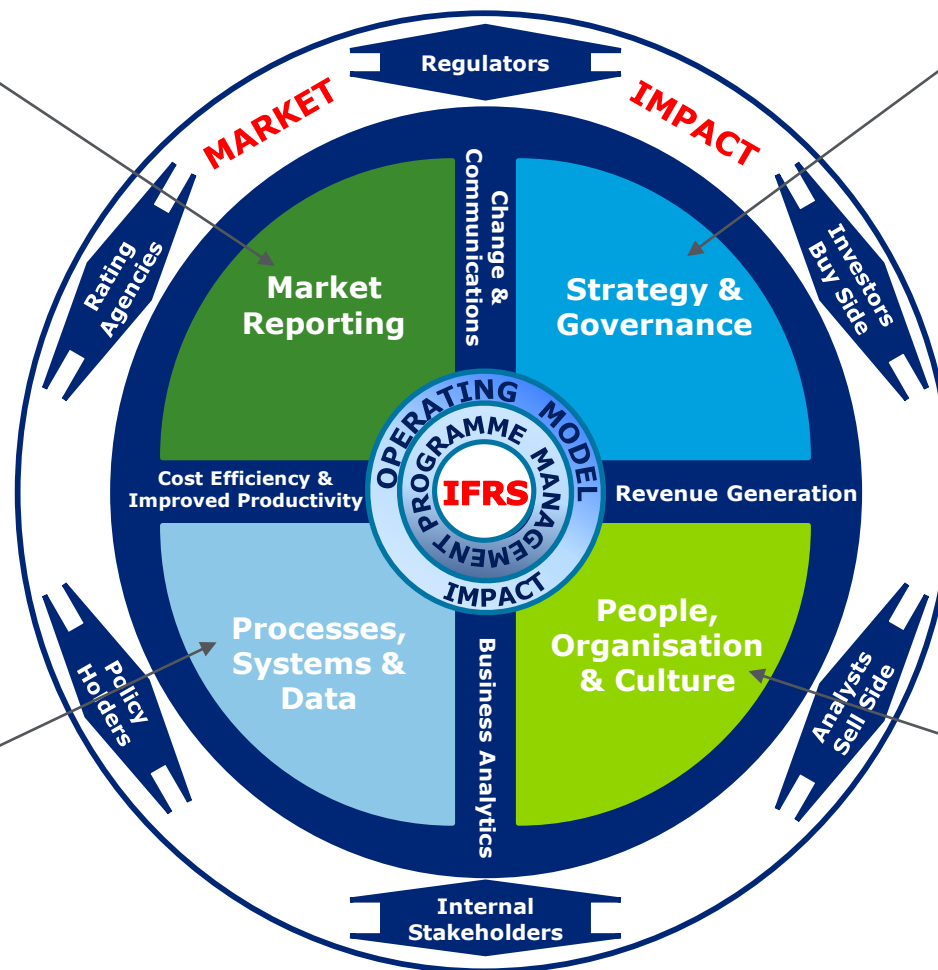 Regulators
MARKET
IMPACT
Rating
Agencies
Investors
Buy Side
Change &
Communications
Market
Reporting
Strategy &
Governance
OPERATING MODEL
PROGRAMME MANAGEMENT
IFRS
IMPACT
Cost Efficiency &
Improved Productivity
Revenue Generation
Processes,
Systems &
Data
People,
Organisation
& Culture
Business Analytics
Policy
Holders
Analysts
Sell Side
Internal
Stakeholders